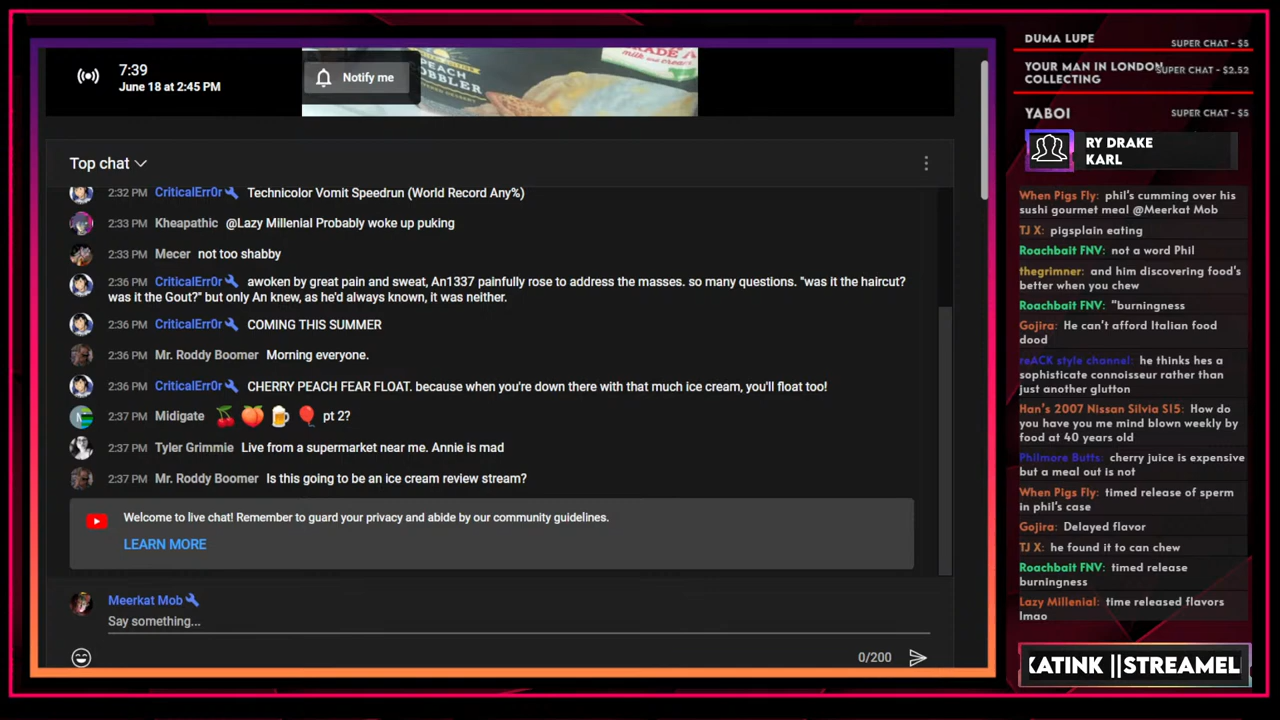 7:39
June 18 at 2:45 PM
Notify me
PEACH
milk and cream
Top chat
2:32 PM CriticalErr0r Technicolor Vomit Speedrun (World Record Any%)
2:33 PM Kheapathic @Lazy Millenial Probably woke up puking
2:33 PM Mecer not too shabby
2:36 PM CriticalErr0r awoken by great pain and sweat, An1337 painfully rose to address the masses. so many questions. "was it the haircut?
was it the Gout?" but only An knew, as he'd always known, it was neither.
2:36 PM CriticalErr0r COMING THIS SUMMER
2:36 PM Mr. Roddy Boomer Morning everyone.
2:36 PM CriticalErr0r CHERRY PEACH FEAR FLOAT. because when you're down there with that much ice cream, you'll float too!
2:37 PM Midigate 🍒🍑🍺🎈 pt 2?
2:37 PM Tyler Grimmie Live from a supermarket near me. Annie is mad
2:37 PM Mr. Roddy Boomer Is this going to be an ice cream review stream?
Welcome to live chat! Remember to guard your privacy and abide by our community guidelines.
LEARN MORE
Meerkat Mob
Say something...
0/200
DUMA LUPE SUPER CHAT - $5
YOUR MAN IN LONDON SUPER CHAT - $2.52
COLLECTING
YABOI SUPER CHAT - $5
RY DRAKE
KARL
When Pigs Fly: phil's cumming over his
sushi gourmet meal @Meerkat Mob
TJ X: pigsplain eating
Roachbait FNV: not a word Phil
thegrimner: and him discovering food's
better when you chew
Roachbait FNV: "burningness
Gojira: He can't afford Italian food
dood
reACK style channel: he thinks hes a
sophisticate connoisseur rather than
just another glutton
Han's 2007 Nissan Silvia S15: How do
you have you me mind blown weekly by
food at 40 years old
Philmore Butts: cherry juice is expensive
but a meal out is not
When Pigs Fly: timed release of sperm
in phil's case
Gojira: Delayed flavor
TJ X: he found it to can chew
Roachbait FNV: timed release
burningness
Lazy Millenial: time released flavors
lmao
KATINK ||STREAMEL